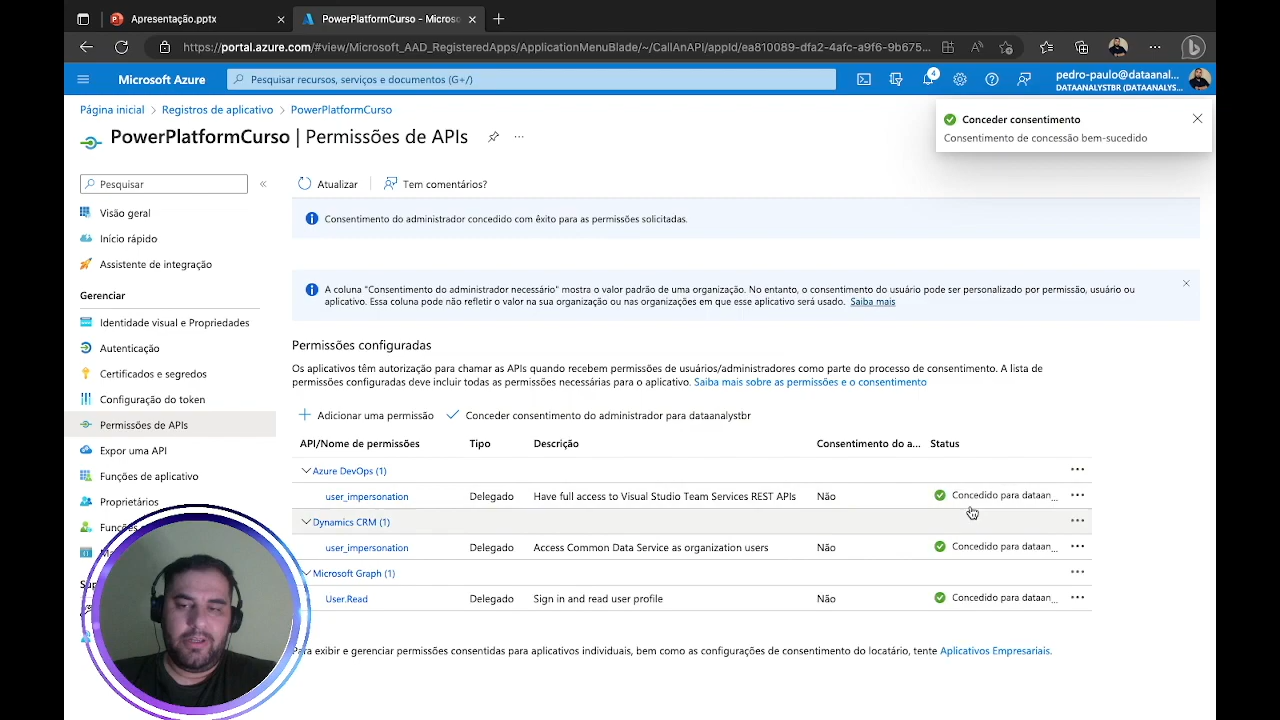 Apresentação.pptx
PowerPlatformCurso - Microso
https://portal.azure.com/#view/Microsoft_AAD_RegisteredApps/ApplicationMenuBlade/~/CallAnAPI/appId/ea810089-dfa2-4afc-a9f6-9b675...
Microsoft Azure
Pesquisar recursos, serviços e documentos (G+/)
4
pedro-paulo@dataanal...
DATAANALYSTBR (DATAANALYS...
Página inicial > Registros de aplicativo > PowerPlatformCurso
PowerPlatformCurso | Permissões de APIs
Conceder consentimento
Consentimento de concessão bem-sucedido
Pesquisar
Atualizar
Tem comentários?
Visão geral
Início rápido
Assistente de integração
Gerenciar
Identidade visual e Propriedades
Autenticação
Certificados e segredos
Configuração do token
Permissões de APIs
Expor uma API
Funções de aplicativo
Proprietários
Funções
Consentimento do administrador concedido com êxito para as permissões solicitadas.
A coluna "Consentimento do administrador necessário" mostra o valor padrão de uma organização. No entanto, o consentimento do usuário pode ser personalizado por permissão, usuário ou
aplicativo. Essa coluna pode não refletir o valor na sua organização ou nas organizações em que esse aplicativo será usado. Saiba mais
Permissões configuradas
Os aplicativos têm autorização para chamar as APIs quando recebem permissões de usuários/administradores como parte do processo de consentimento. A lista de
permissões configuradas deve incluir todas as permissões necessárias para o aplicativo. Saiba mais sobre as permissões e o consentimento
Adicionar uma permissão
Conceder consentimento do administrador para dataanalystbr
API/Nome de permissões Tipo Descrição Consentimento do a... Status
Azure DevOps (1)
user_impersonation Delegado Have full access to Visual Studio Team Services REST APIs Não Concedido para dataan...
Dynamics CRM (1)
user_impersonation Delegado Access Common Data Service as organization users Não Concedido para dataan...
Microsoft Graph (1)
User.Read Delegado Sign in and read user profile Não Concedido para dataan...
Para exibir e gerenciar permissões consentidas para aplicativos individuais, bem como as configurações de consentimento do locatário, tente Aplicativos Empresariais.